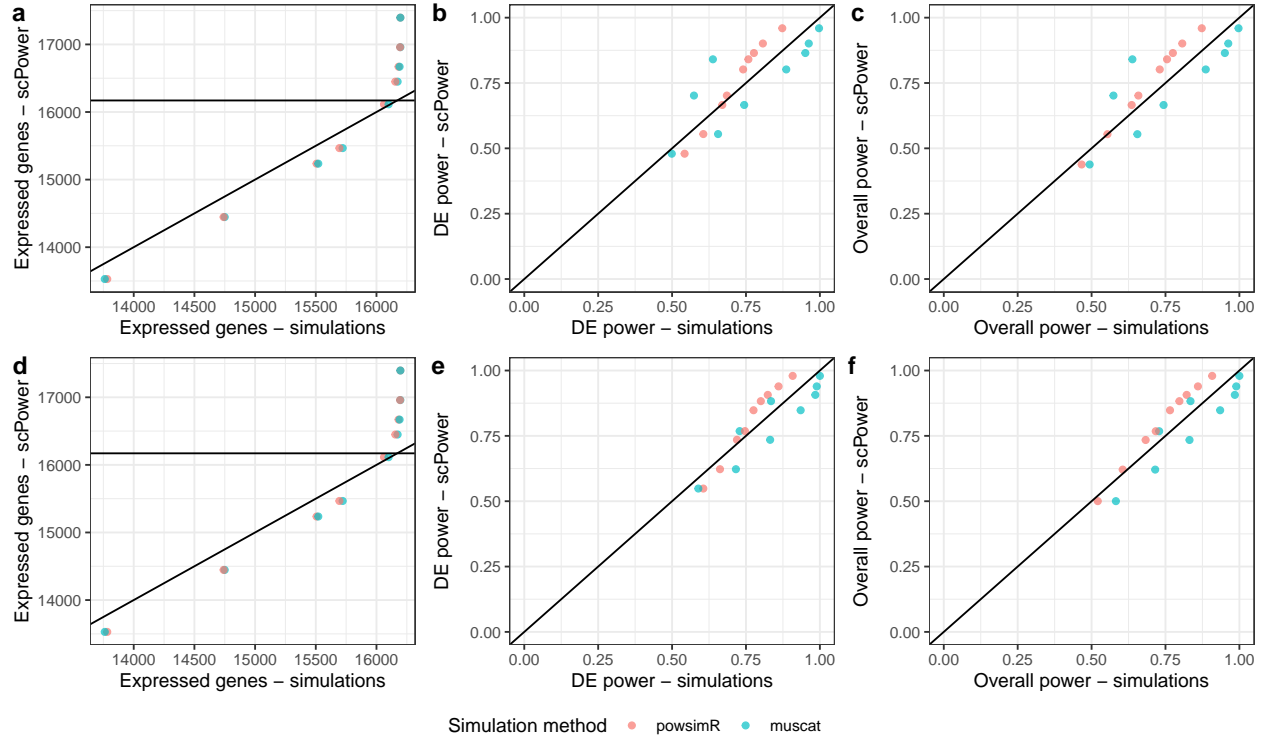 a
Expressed genes − scPower
17000
16000
15000
14000
14000 14500 15000 15500 16000
Expressed genes − simulations
b
DE power − scPower
1.00
0.75
0.50
0.25
0.00
0.00 0.25 0.50 0.75 1.00
DE power − simulations
c
Overall power − scPower
1.00
0.75
0.50
0.25
0.00
0.00 0.25 0.50 0.75 1.00
Overall power − simulations
d
Expressed genes − scPower
17000
16000
15000
14000
14000 14500 15000 15500 16000
Expressed genes − simulations
e
DE power − scPower
1.00
0.75
0.50
0.25
0.00
0.00 0.25 0.50 0.75 1.00
DE power − simulations
f
Overall power − scPower
1.00
0.75
0.50
0.25
0.00
0.00 0.25 0.50 0.75 1.00
Overall power − simulations
Simulation method powsimR muscat